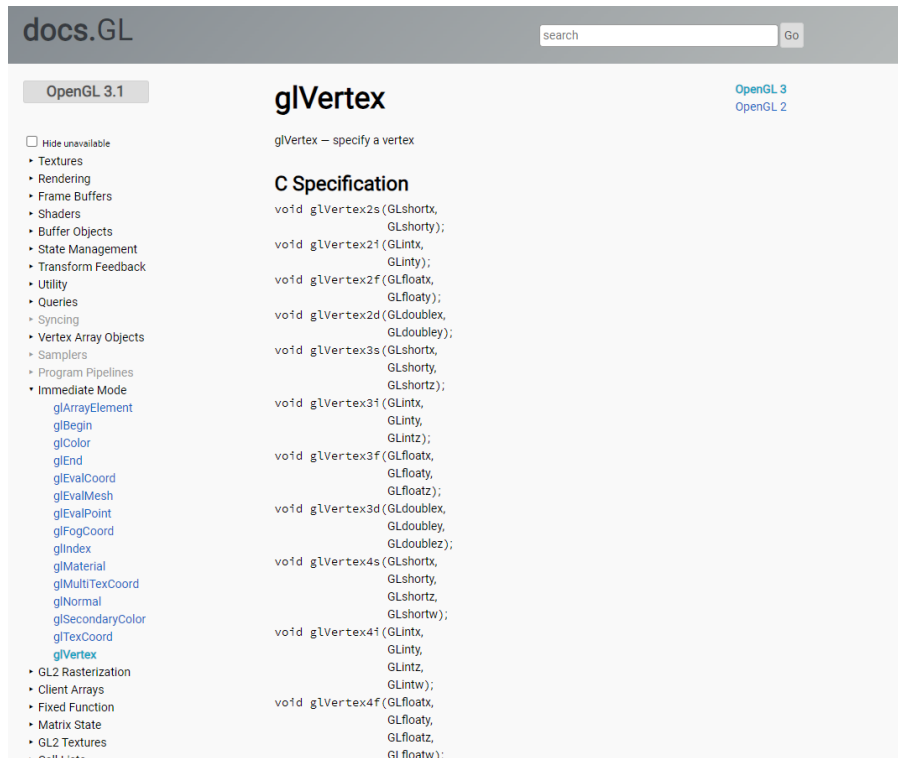 docs.GL
search
Go
OpenGL 3.1
Hide unavailable
Textures
Rendering
Frame Buffers
Shaders
Buffer Objects
State Management
Transform Feedback
Utility
Queries
Syncing
Vertex Array Objects
Samplers
Program Pipelines
Immediate Mode
glArrayElement
glBegin
glColor
glEnd
glEvalCoord
glEvalMesh
glEvalPoint
glFogCoord
glIndex
glMaterial
glMultiTexCoord
glNormal
glSecondaryColor
glTexCoord
glVertex
GL2 Rasterization
Client Arrays
Fixed Function
Matrix State
GL2 Textures
Call Lists
glVertex
glVertex — specify a vertex
C Specification
void glVertex2s(GLshortx,
GLshorty);
void glVertex2i(GLintx,
GLinty);
void glVertex2f(GLfloatx,
GLfloaty);
void glVertex2d(GLdoublex,
GLdoubley);
void glVertex3s(GLshortx,
GLshorty,
GLshortz);
void glVertex3i(GLintx,
GLinty,
GLintz);
void glVertex3f(GLfloatx,
GLfloaty,
GLfloatz);
void glVertex3d(GLdoublex,
GLdoubley,
GLdoublez);
void glVertex4s(GLshortx,
GLshorty,
GLshortz,
GLshortw);
void glVertex4i(GLintx,
GLinty,
GLintz,
GLintw);
void glVertex4f(GLfloatx,
GLfloaty,
GLfloatz,
GLfloatw);
OpenGL 3
OpenGL 2